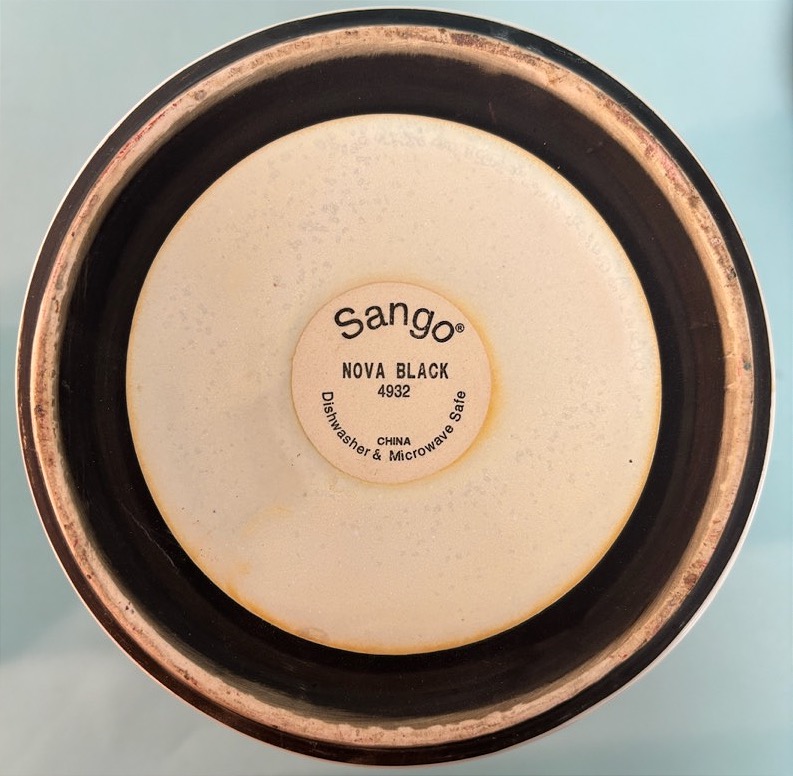 Sango®
NOVA BLACK
4932
CHINA
Dishwasher & Microwave Safe